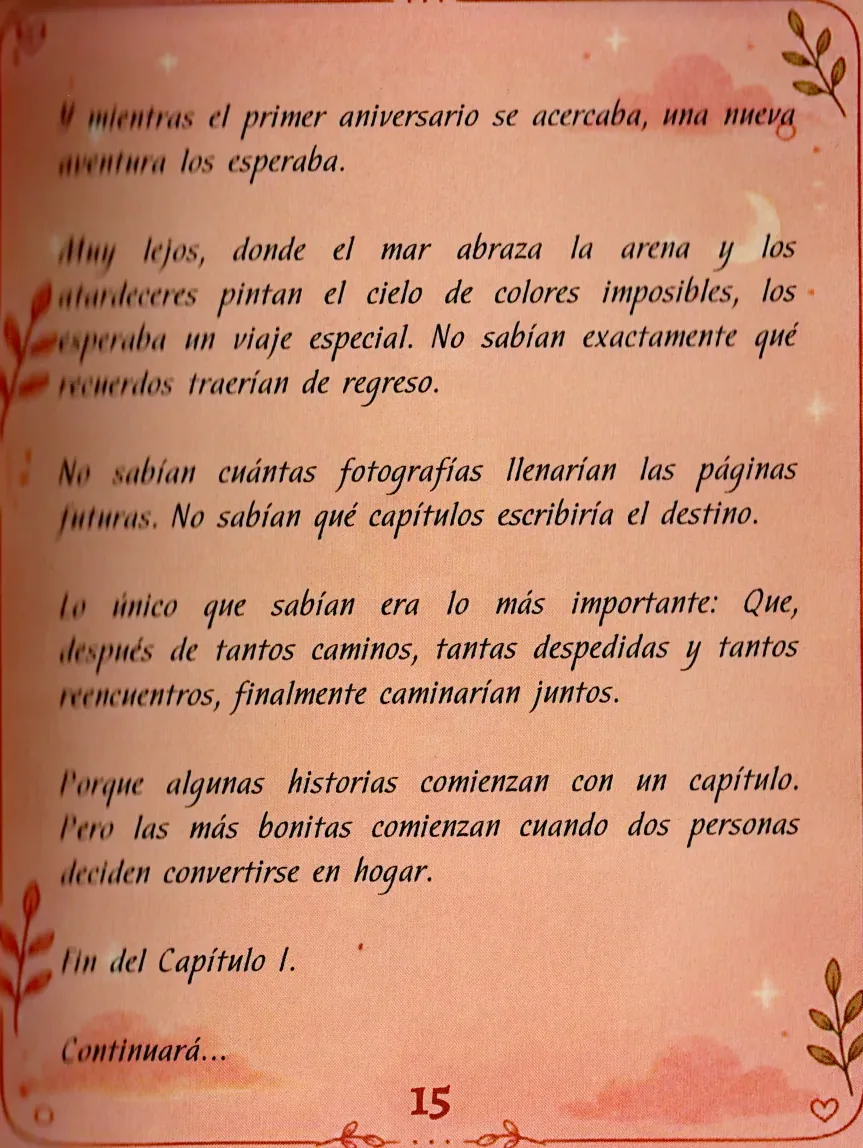 Y mientras el primer aniversario se acercaba, una nueva
aventura los esperaba.
Muy lejos, donde el mar abraza la arena y los
atardeceres pintan el cielo de colores imposibles, los
esperaba un viaje especial. No sabían exactamente qué
recuerdos traerían de regreso.
No sabían cuántas fotografías llenarían las páginas
futuras. No sabían qué capítulos escribiría el destino.
Lo único que sabían era lo más importante: Que,
después de tantos caminos, tantas despedidas y tantos
reencuentros, finalmente caminarían juntos.
Porque algunas historias comienzan con un capítulo.
Pero las más bonitas comienzan cuando dos personas
deciden convertirse en hogar.
Fin del Capítulo I.
Continuará...
15